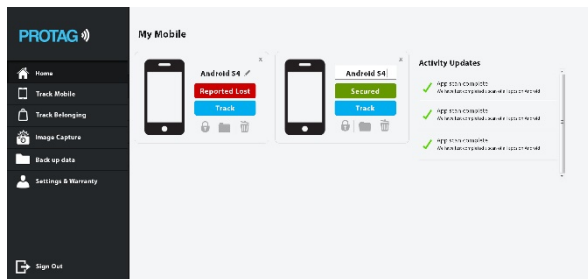 PROTAG
My Mobile
Home
Track Mobile
Track Belonging
Image Capture
Back up data
Settings & Warranty
Sign Out
Android S4
Reported Lost
Track
Android S4
Secured
Track
Activity Updates
App scan complete
App scan complete
App scan complete